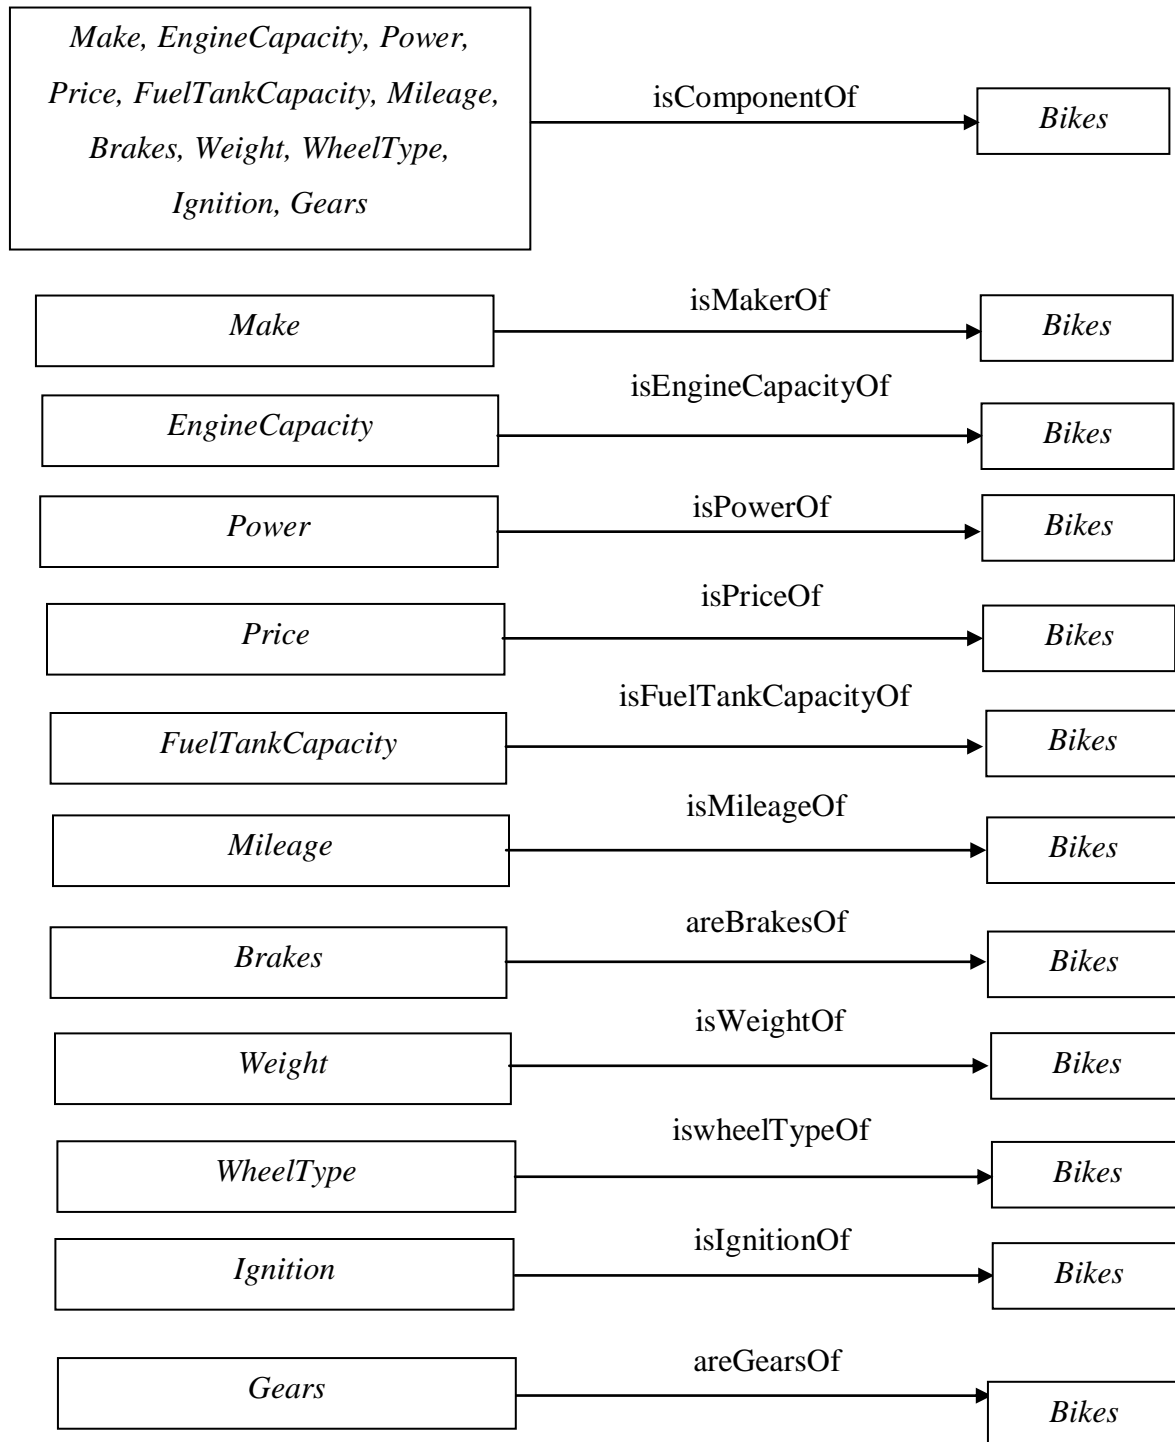 Make, EngineCapacity, Power,
Price, FuelTankCapacity, Mileage,
Brakes, Weight, WheelType,
Ignition, Gears
isComponentOf
Bikes
Make
isMakerOf
Bikes
EngineCapacity
isEngineCapacityOf
Bikes
Power
isPowerOf
Bikes
Price
isPriceOf
Bikes
FuelTankCapacity
isFuelTankCapacityOf
Bikes
Mileage
isMileageOf
Bikes
Brakes
areBrakesOf
Bikes
Weight
isWeightOf
Bikes
WheelType
iswheelTypeOf
Bikes
Ignition
isIgnitionOf
Bikes
Gears
areGearsOf
Bikes